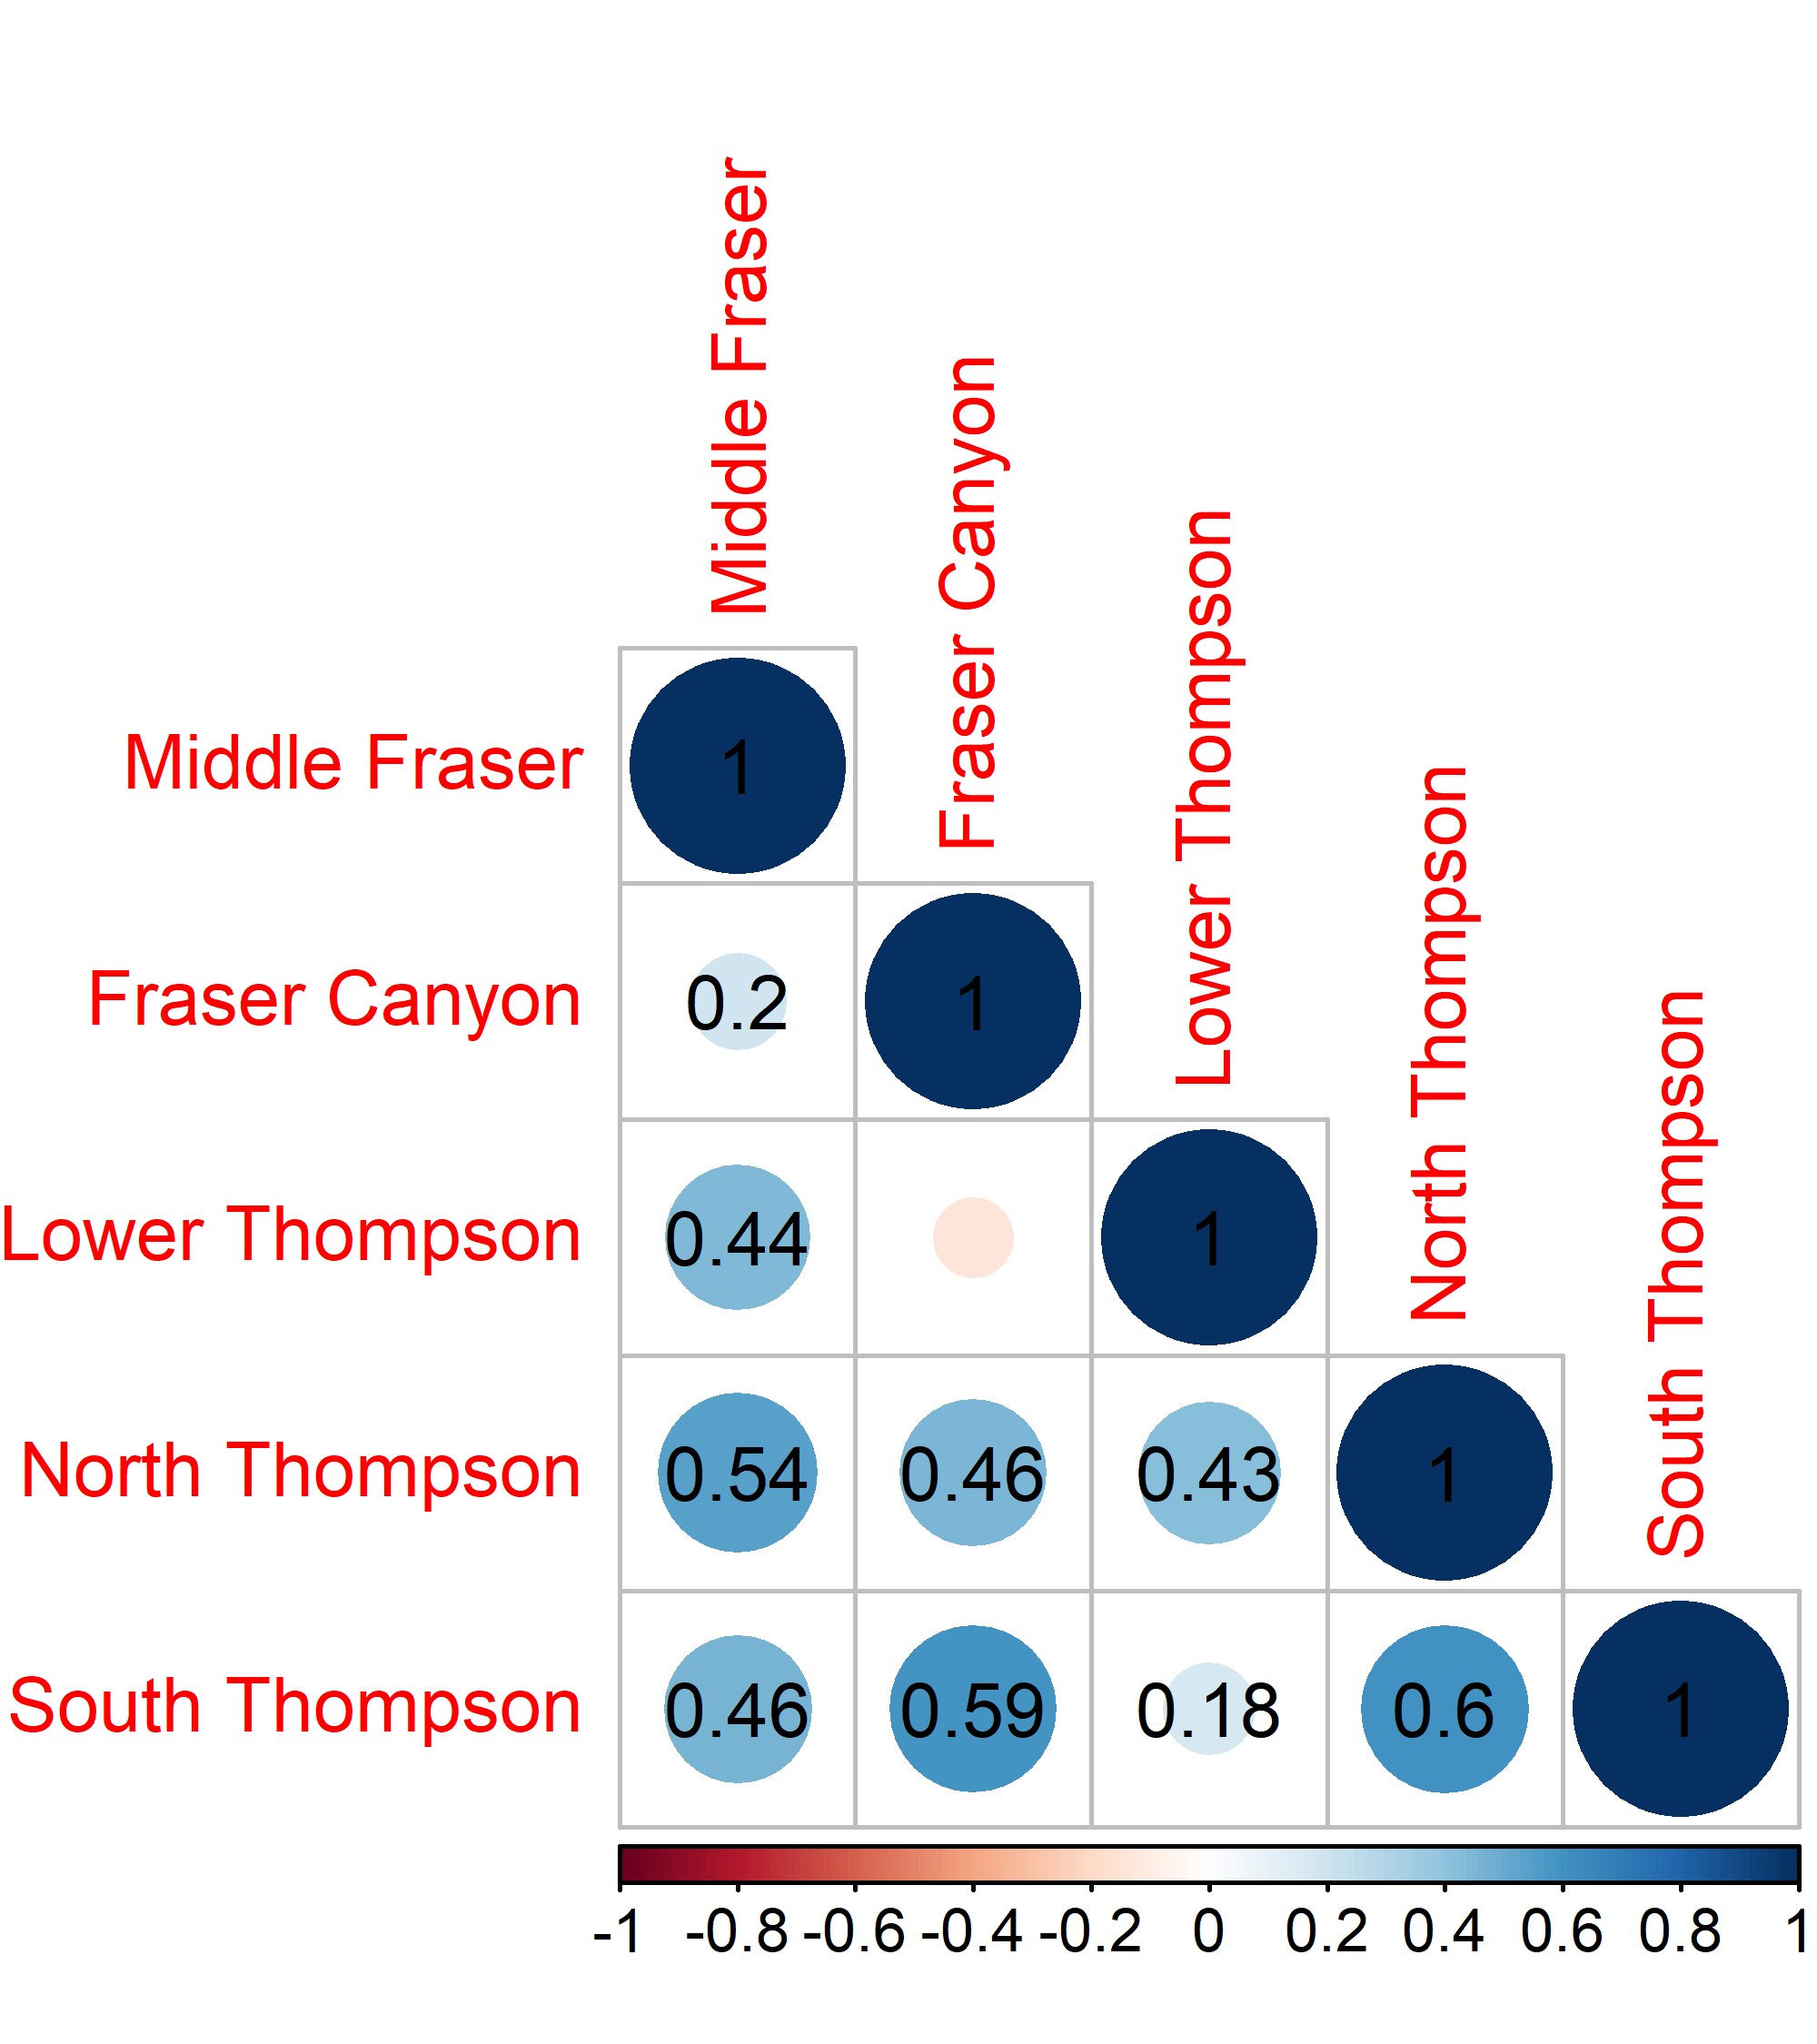 Middle Fraser
Fraser Canyon
Lower Thompson
North Thompson
South Thompson
Middle Fraser 1
Fraser Canyon 0.2 1
Lower Thompson 0.44 1
North Thompson 0.54 0.46 0.43 1
South Thompson 0.46 0.59 0.18 0.6 1
-1 -0.8 -0.6 -0.4 -0.2 0 0.2 0.4 0.6 0.8 1